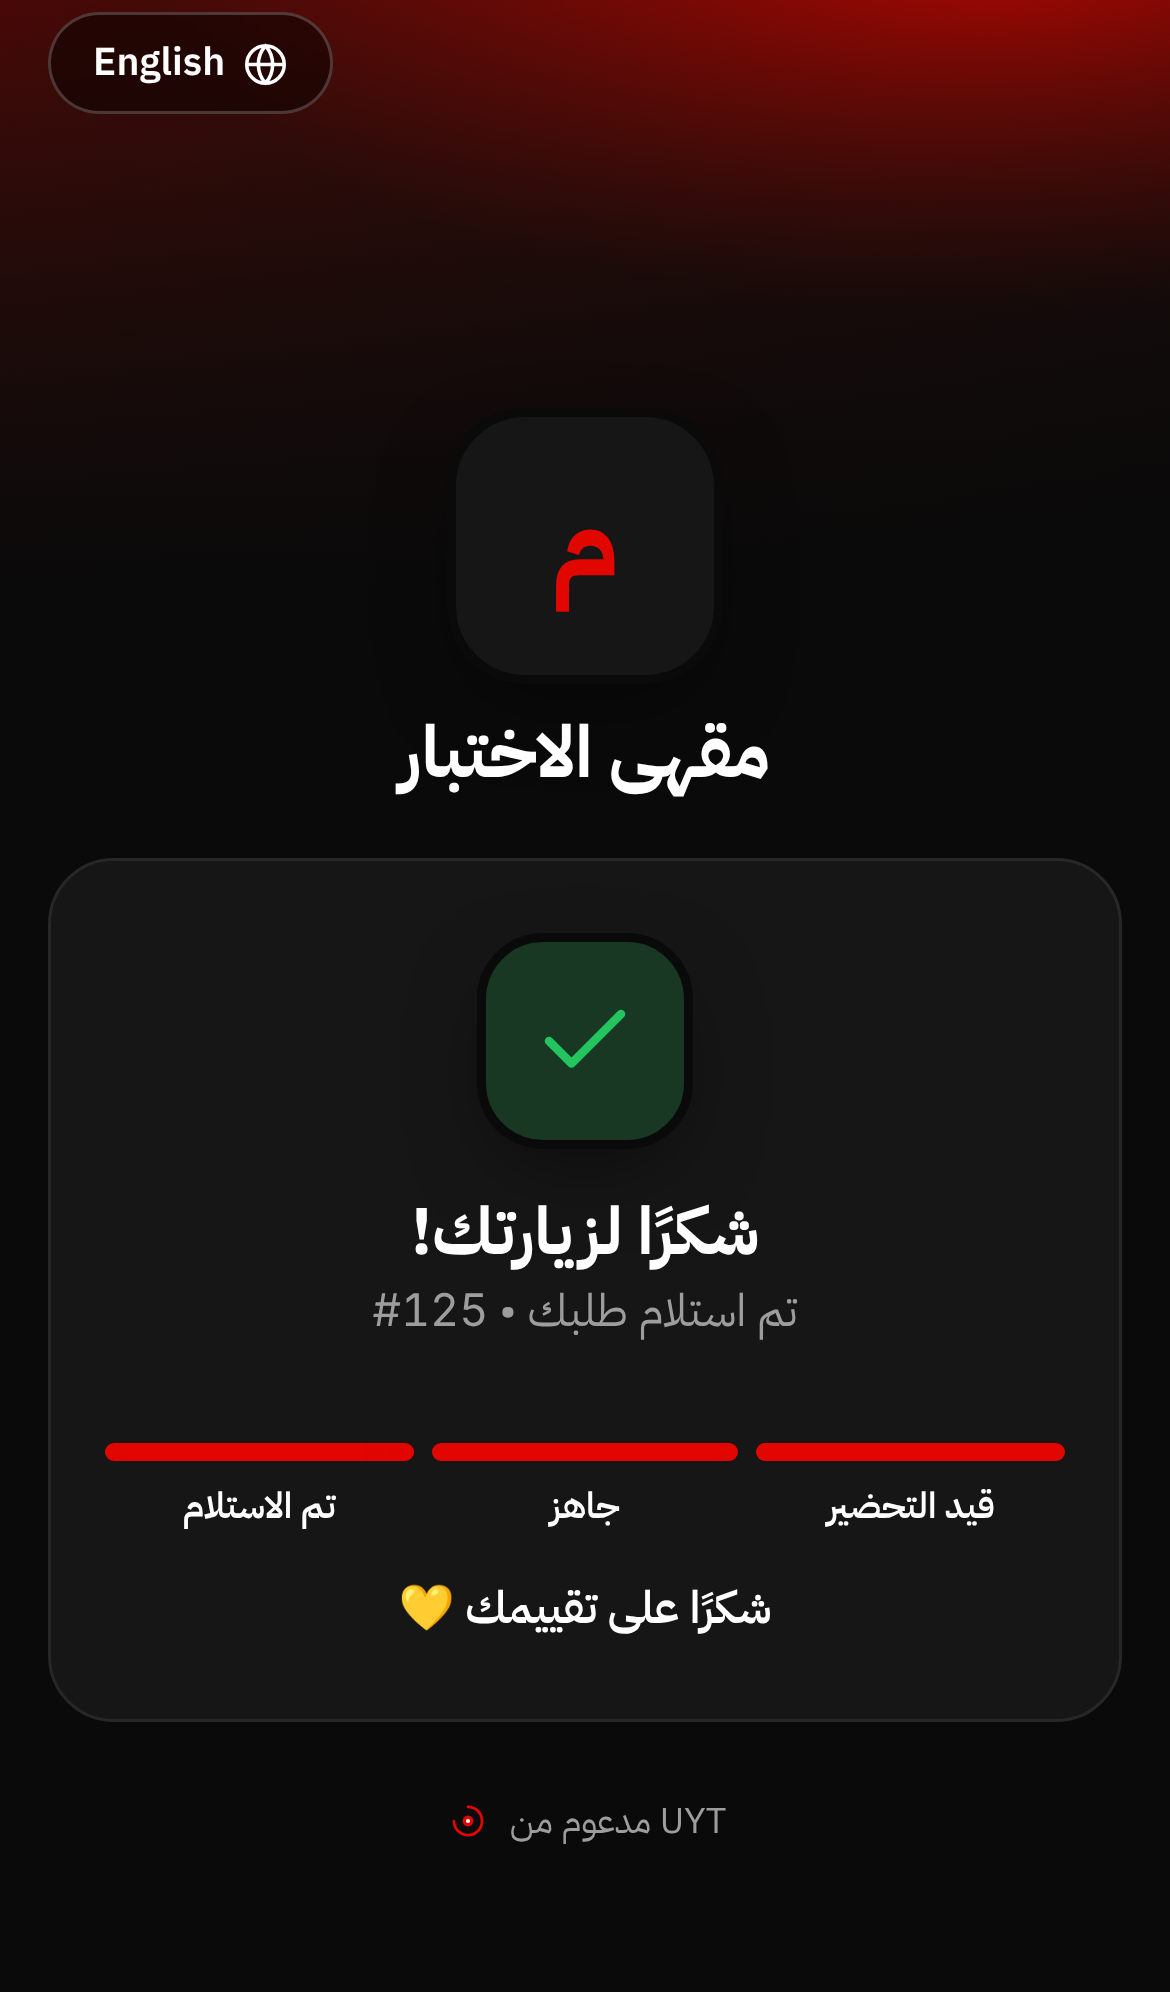 English
م
مقهى الاختبار
شكرًا لزيارتك!
تم استلام طلبك • 125#
قيد التحضير
جاهز
تم الاستلام
شكرًا على تقييمك 💛
UYT مدعوم من